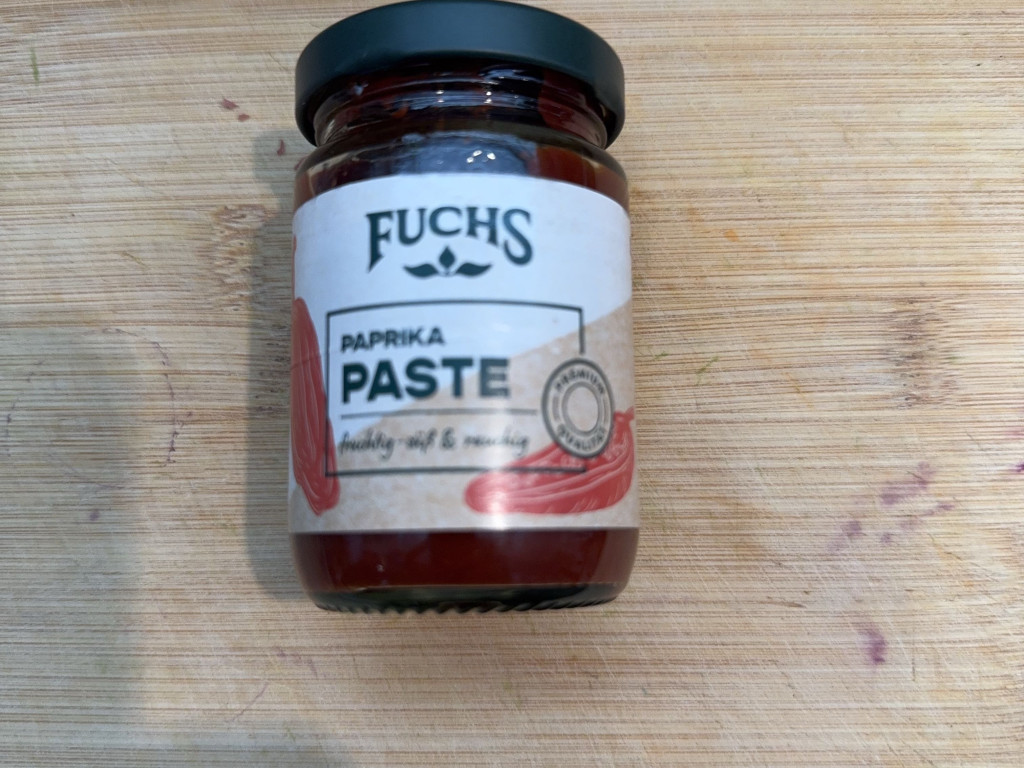 FUCHS
PAPRIKA
PASTE
fruchtig-süß & rauchig
PREMIUM
QUALITÄT